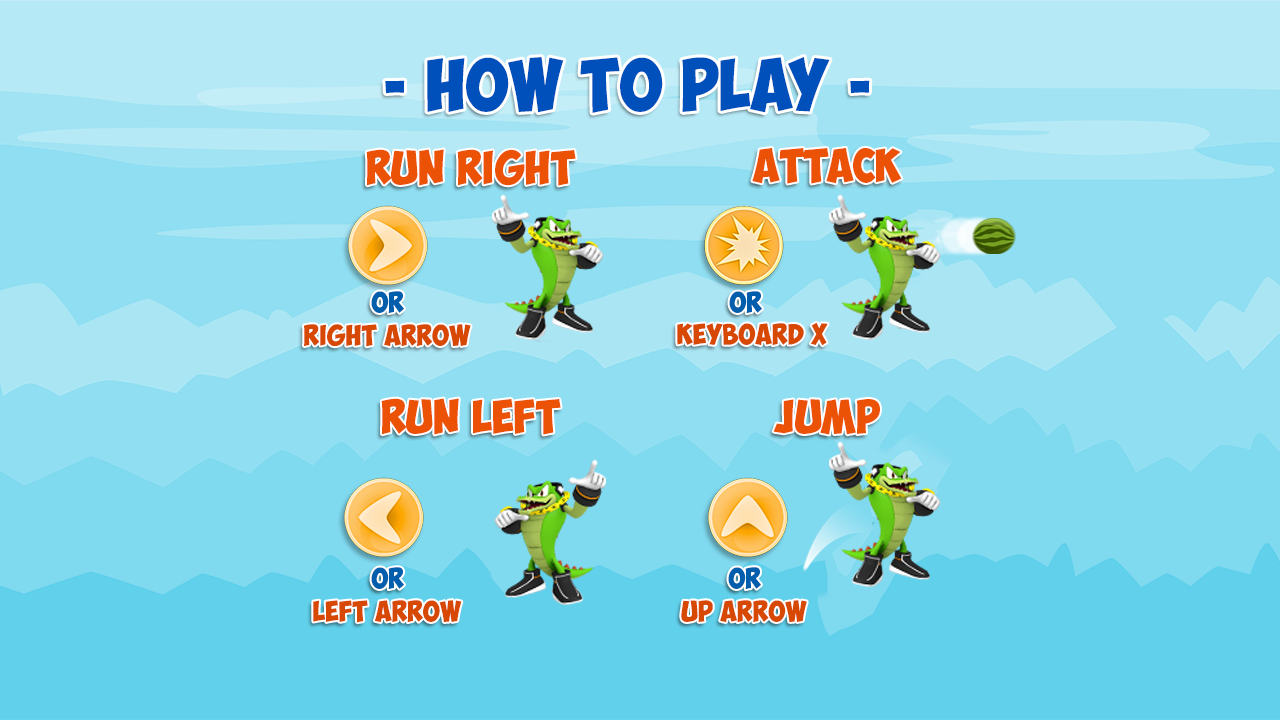 - HOW TO PLAY -
RUN RIGHT
OR
RIGHT ARROW
ATTACK
OR
KEYBOARD X
RUN LEFT
OR
LEFT ARROW
JUMP
OR
UP ARROW